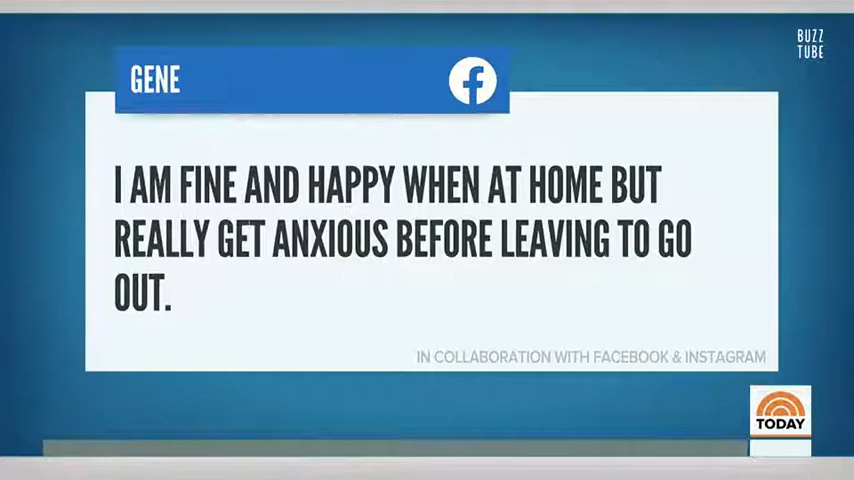 BUZZ
TUBE
GENE
I AM FINE AND HAPPY WHEN AT HOME BUT
REALLY GET ANXIOUS BEFORE LEAVING TO GO
OUT.
IN COLLABORATION WITH FACEBOOK & INSTAGRAM
TODAY